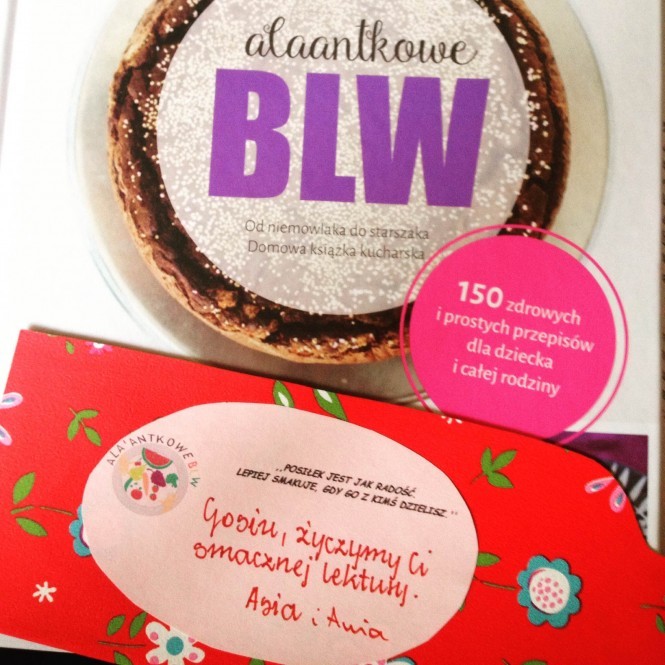 alaantkowe
BLW
Od niemowlaka do starszaka
Domowa książka kucharska
150 zdrowych
i prostych przepisów
dla dziecka
i całej rodziny
ALA'ANTKOWEBLW
„POSIŁEK JEST JAK RADOŚĆ.
LEPIEJ SMAKUJE, GDY GO Z KIMŚ DZIELISZ.”
Gosiu, życzymy Ci
smacznej lektury.
Asia i Ania